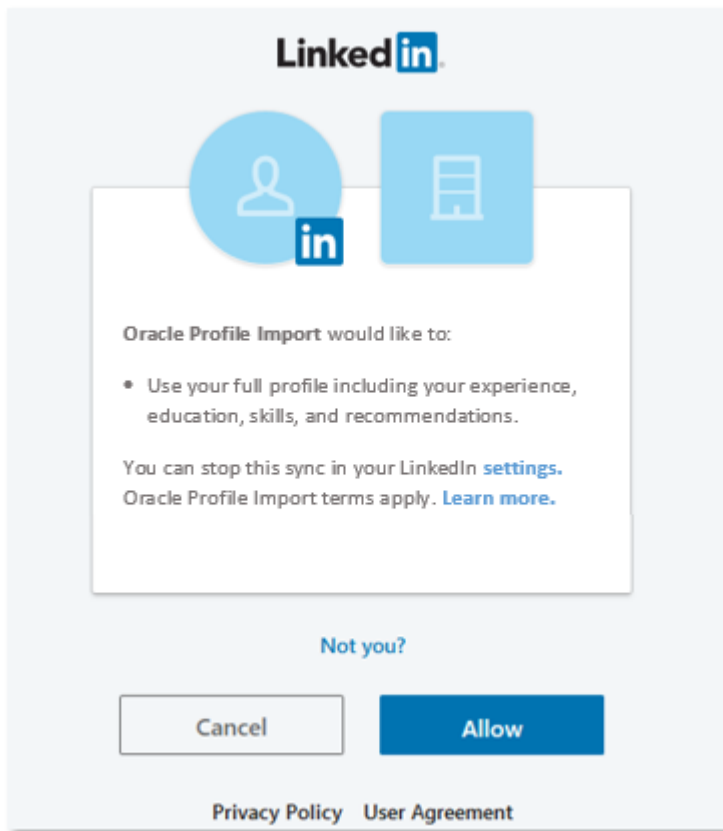 Linked in.
in
Oracle Profile Import would like to:
• Use your full profile including your experience,
education, skills, and recommendations.
You can stop this sync in your LinkedIn settings.
Oracle Profile Import terms apply. Learn more.
Not you?
Cancel Allow
Privacy Policy User Agreement